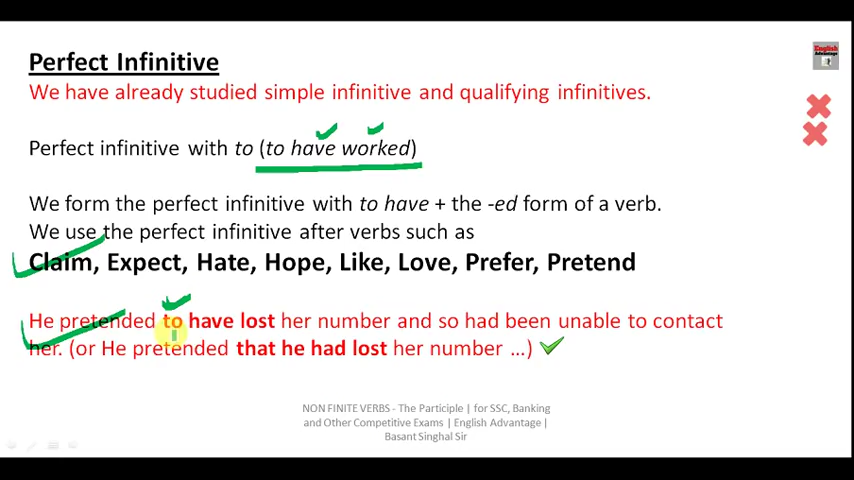 Perfect Infinitive
English
Advantage
We have already studied simple infinitive and qualifying infinitives.
Perfect infinitive with to (to have worked)
We form the perfect infinitive with to have + the -ed form of a verb.
We use the perfect infinitive after verbs such as
Claim, Expect, Hate, Hope, Like, Love, Prefer, Pretend
He pretended to have lost her number and so had been unable to contact
her. (or He pretended that he had lost her number ...)
NON FINITE VERBS - The Participle | for SSC, Banking
and Other Competitive Exams | English Advantage |
Basant Singhal Sir